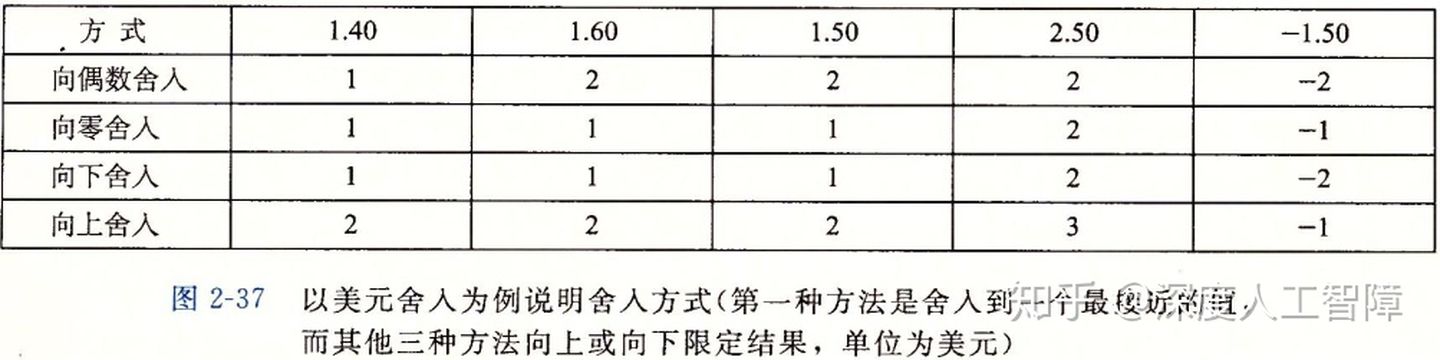 方 式 1.40 1.60 1.50 2.50 −1.50
向偶数舍入 1 2 2 2 −2
向零舍入 1 1 1 2 −1
向下舍入 1 1 1 2 −2
向上舍入 2 2 2 3 −1
图 2-37 以美元舍入为例说明舍入方式(第一种方法是舍入到一个最接近的值,
而其他三种方法向上或向下限定结果，单位为美元)
知乎 @深度人工智障